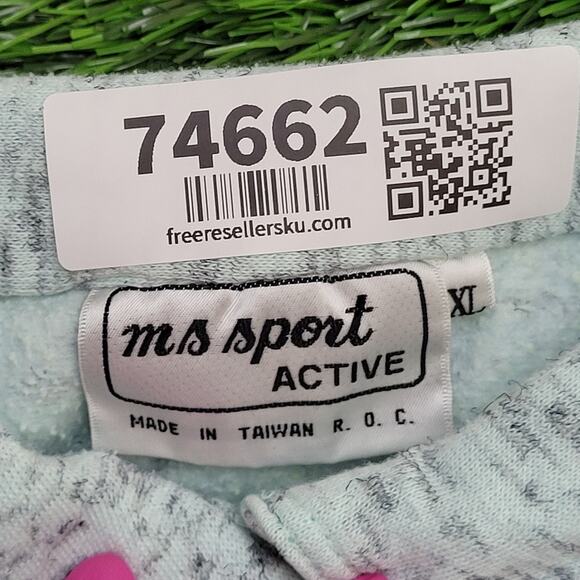 74662
freeresellersku.com
ms sport
XL
ACTIVE
MADE IN TAIWAN R. O. C.